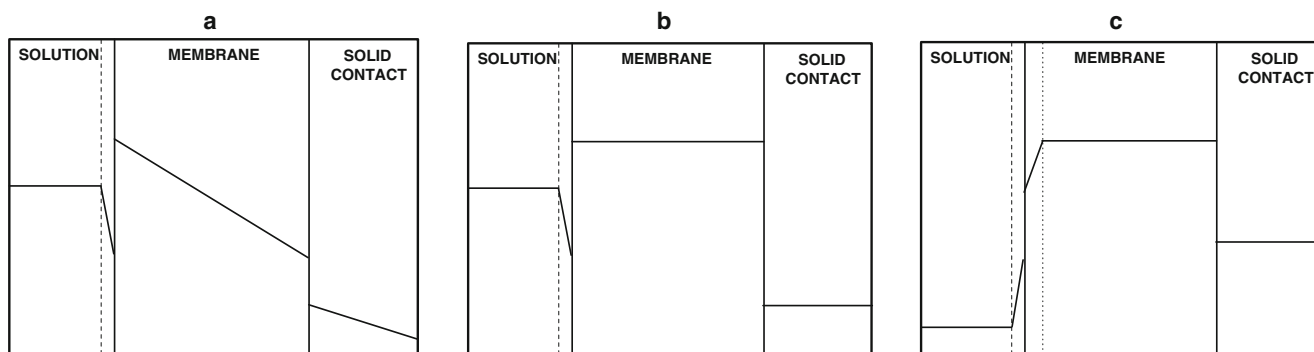 a
SOLUTION MEMBRANE SOLID
CONTACT
b
SOLUTION MEMBRANE SOLID
CONTACT
c
SOLUTION MEMBRANE SOLID
CONTACT